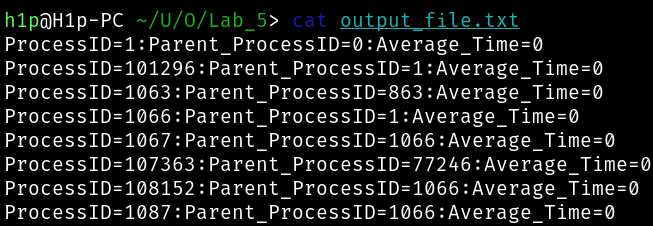 h1p@H1p-PC ~/U/O/Lab_5> cat output_file.txt
ProcessID=1:Parent_ProcessID=0:Average_Time=0
ProcessID=101296:Parent_ProcessID=1:Average_Time=0
ProcessID=1063:Parent_ProcessID=863:Average_Time=0
ProcessID=1066:Parent_ProcessID=1:Average_Time=0
ProcessID=1067:Parent_ProcessID=1066:Average_Time=0
ProcessID=107363:Parent_ProcessID=77246:Average_Time=0
ProcessID=108152:Parent_ProcessID=1066:Average_Time=0
ProcessID=1087:Parent_ProcessID=1066:Average_Time=0